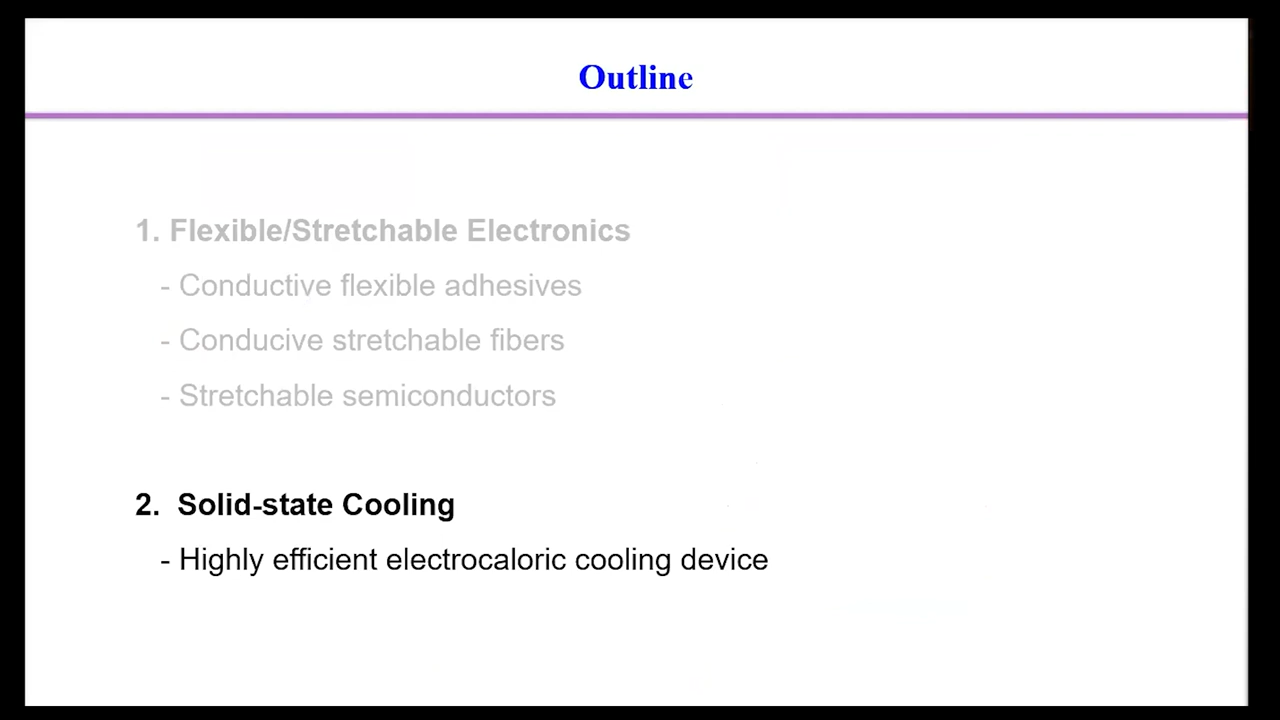 Outline
1. Flexible/Stretchable Electronics
- Conductive flexible adhesives
- Conducive stretchable fibers
- Stretchable semiconductors
2. Solid-state Cooling
- Highly efficient electrocaloric cooling device